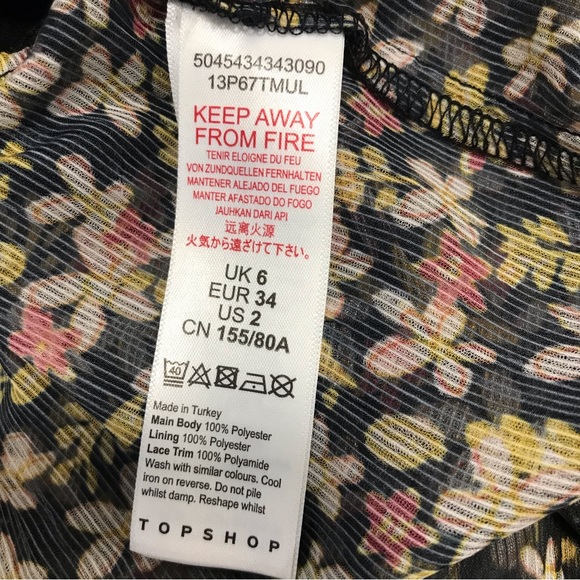 5045434343090
13P67TMUL
KEEP AWAY
FROM FIRE
TENIR ELOIGNE DU FEU
VON ZUNDQUELLEN FERNHALTEN
MANTENER ALEJADO DEL FUEGO
MANTER AFASTADO DO FOGO
JAUHKAN DARI API
远离火源
火気から遠ざけて下さい。
UK 6
EUR 34
US 2
CN 155/80A
40
Made in Turkey
Main Body 100% Polyester
Lining 100% Polyester
Lace Trim 100% Polyamide
Wash with similar colours. Cool
iron on reverse. Do not pile
whilst damp. Reshape whilst
TOPSHOP